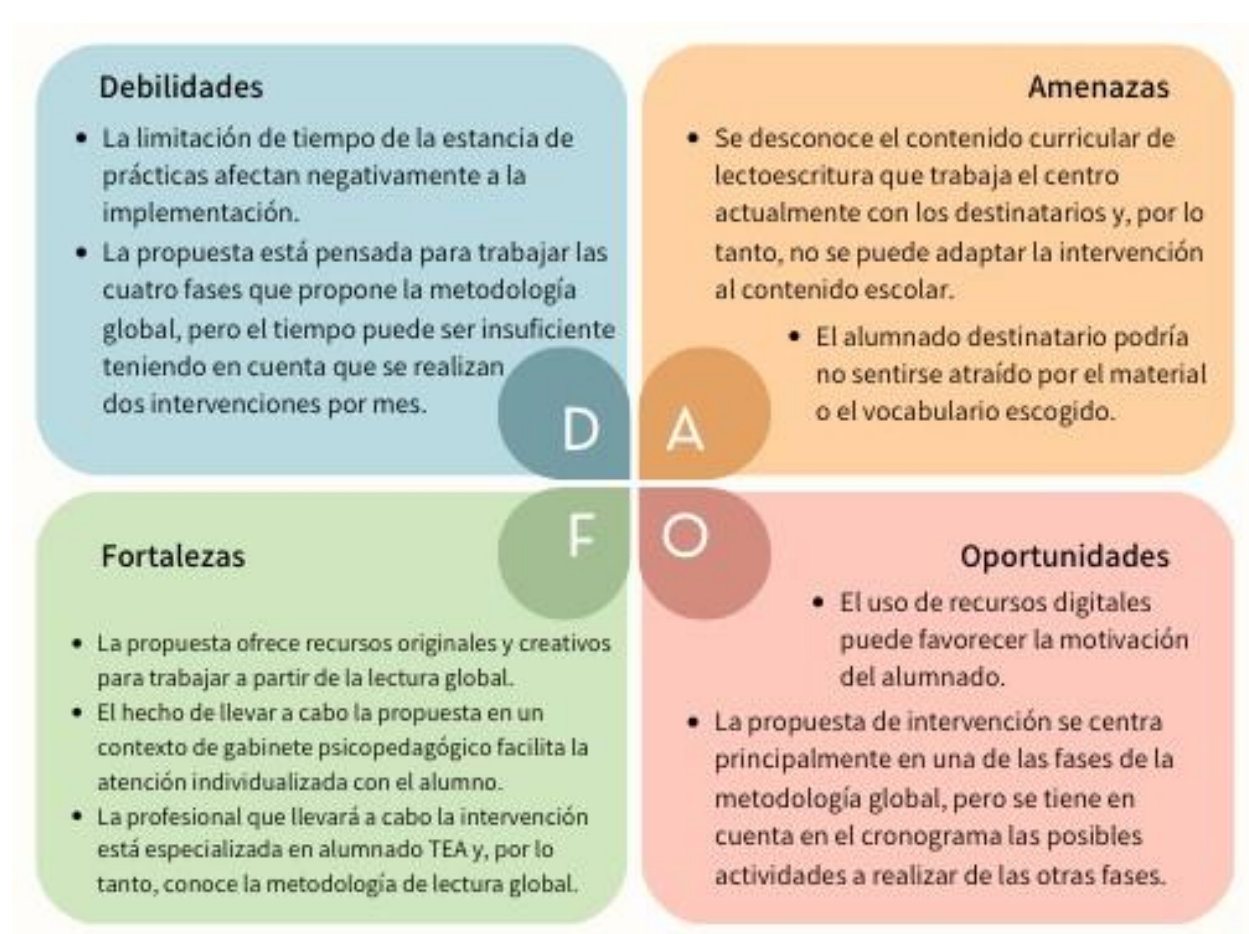 Debilidades
• La limitación de tiempo de la estancia de
prácticas afectan negativamente a la
implementación.
• La propuesta está pensada para trabajar las
cuatro fases que propone la metodología
global, pero el tiempo puede ser insuficiente
teniendo en cuenta que se realizan
dos intervenciones por mes.
D
Amenazas
• Se desconoce el contenido curricular de
lectoescritura que trabaja el centro
actualmente con los destinatarios y, por lo
tanto, no se puede adaptar la intervención
al contenido escolar.
• El alumnado destinatario podría
no sentirse atraído por el material
o el vocabulario escogido.
A
F
Fortalezas
• La propuesta ofrece recursos originales y creativos
para trabajar a partir de la lectura global.
• El hecho de llevar a cabo la propuesta en un
contexto de gabinete psicopedagógico facilita la
atención individualizada con el alumno.
• La profesional que llevará a cabo la intervención
está especializada en alumnado TEA y, por lo
tanto, conoce la metodología de lectura global.
O
Oportunidades
• El uso de recursos digitales
puede favorecer la motivación
del alumnado.
• La propuesta de intervención se centra
principalmente en una de las fases de la
metodología global, pero se tiene en
cuenta en el cronograma las posibles
actividades a realizar de las otras fases.